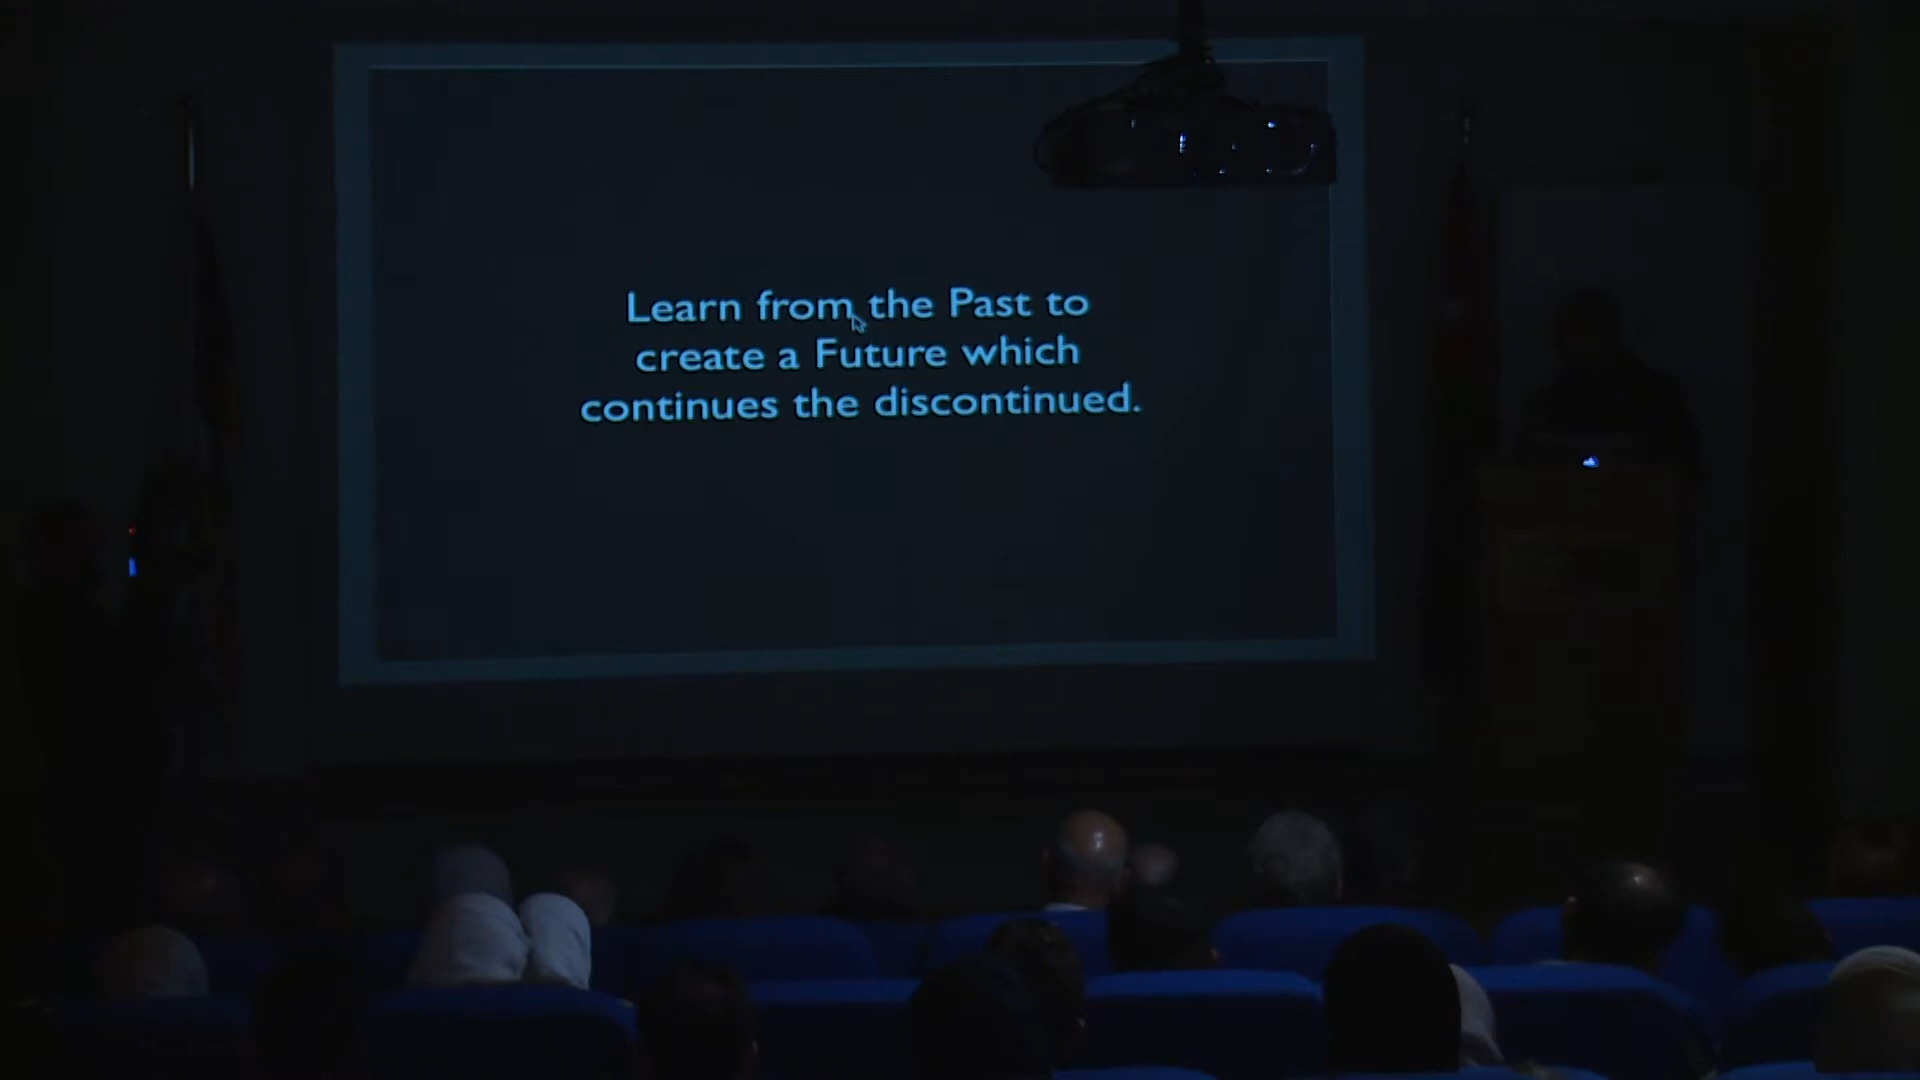 Learn from the Past to
create a Future which
continues the discontinued.